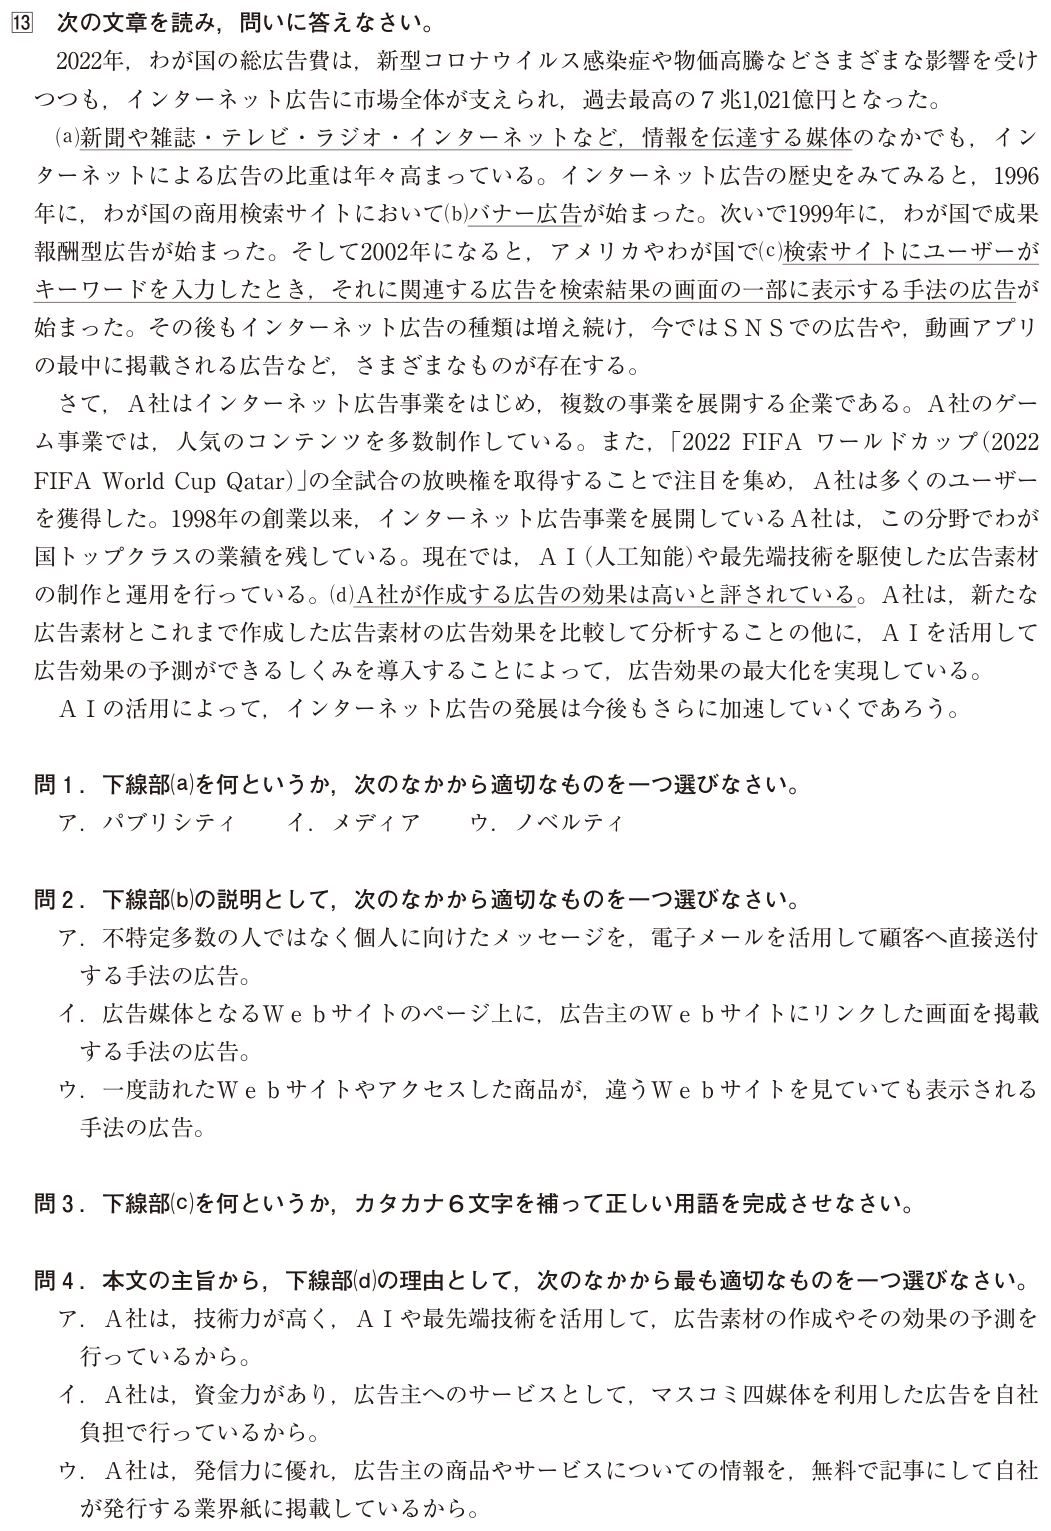 13 次の文章を読み，問いに答えなさい。
2022年，わが国の総広告費は，新型コロナウイルス感染症や物価高騰などさまざまな影響を受け
つつも，インターネット広告に市場全体が支えられ，過去最高の７兆1,021億円となった。
(a)新聞や雑誌・テレビ・ラジオ・インターネットなど，情報を伝達する媒体のなかでも，イン
ターネットによる広告の比重は年々高まっている。インターネット広告の歴史をみてみると，1996
年に，わが国の商用検索サイトにおいて(b)バナー広告が始まった。次いで1999年に，わが国で成果
報酬型広告が始まった。そして2002年になると，アメリカやわが国で(c)検索サイトにユーザーが
キーワードを入力したとき，それに関連する広告を検索結果の画面の一部に表示する手法の広告が
始まった。その後もインターネット広告の種類は増え続け，今ではＳＮＳでの広告や，動画アプリ
の最中に掲載される広告など，さまざまなものが存在する。
さて，Ａ社はインターネット広告事業をはじめ，複数の事業を展開する企業である。Ａ社のゲー
ム事業では，人気のコンテンツを多数制作している。また，「2022 FIFA ワールドカップ（2022
FIFA World Cup Qatar）」の全試合の放映権を取得することで注目を集め，Ａ社は多くのユーザー
を獲得した。1998年の創業以来，インターネット広告事業を展開しているＡ社は，この分野でわが
国トップクラスの業績を残している。現在では，ＡＩ（人工知能）や最先端技術を駆使した広告素材
の制作と運用を行っている。(d)Ａ社が作成する広告の効果は高いと評されている。Ａ社は，新たな
広告素材とこれまで作成した広告素材の広告効果を比較して分析することの他に，ＡＩを活用して
広告効果の予測ができるしくみを導入することによって，広告効果の最大化を実現している。
ＡＩの活用によって，インターネット広告の発展は今後もさらに加速していくであろう。
問１．下線部(a)を何というか，次のなかから適切なものを一つ選びなさい。
ア．パブリシティ　　イ．メディア　　ウ．ノベルティ
問２．下線部(b)の説明として，次のなかから適切なものを一つ選びなさい。
ア．不特定多数の人ではなく個人に向けたメッセージを，電子メールを活用して顧客へ直接送付
する手法の広告。
イ．広告媒体となるＷｅｂサイトのページ上に，広告主のＷｅｂサイトにリンクした画面を掲載
する手法の広告。
ウ．一度訪れたＷｅｂサイトやアクセスした商品が，違うＷｅｂサイトを見ていても表示される
手法の広告。
問３．下線部(c)を何というか，カタカナ６文字を補って正しい用語を完成させなさい。
問４．本文の主旨から，下線部(d)の理由として，次のなかから最も適切なものを一つ選びなさい。
ア．Ａ社は，技術力が高く，ＡＩや最先端技術を活用して，広告素材の作成やその効果の予測を
行っているから。
イ．Ａ社は，資金力があり，広告主へのサービスとして，マスコミ四媒体を利用した広告を自社
負担で行っているから。
ウ．Ａ社は，発信力に優れ，広告主の商品やサービスについての情報を，無料で記事にして自社
が発行する業界紙に掲載しているから。